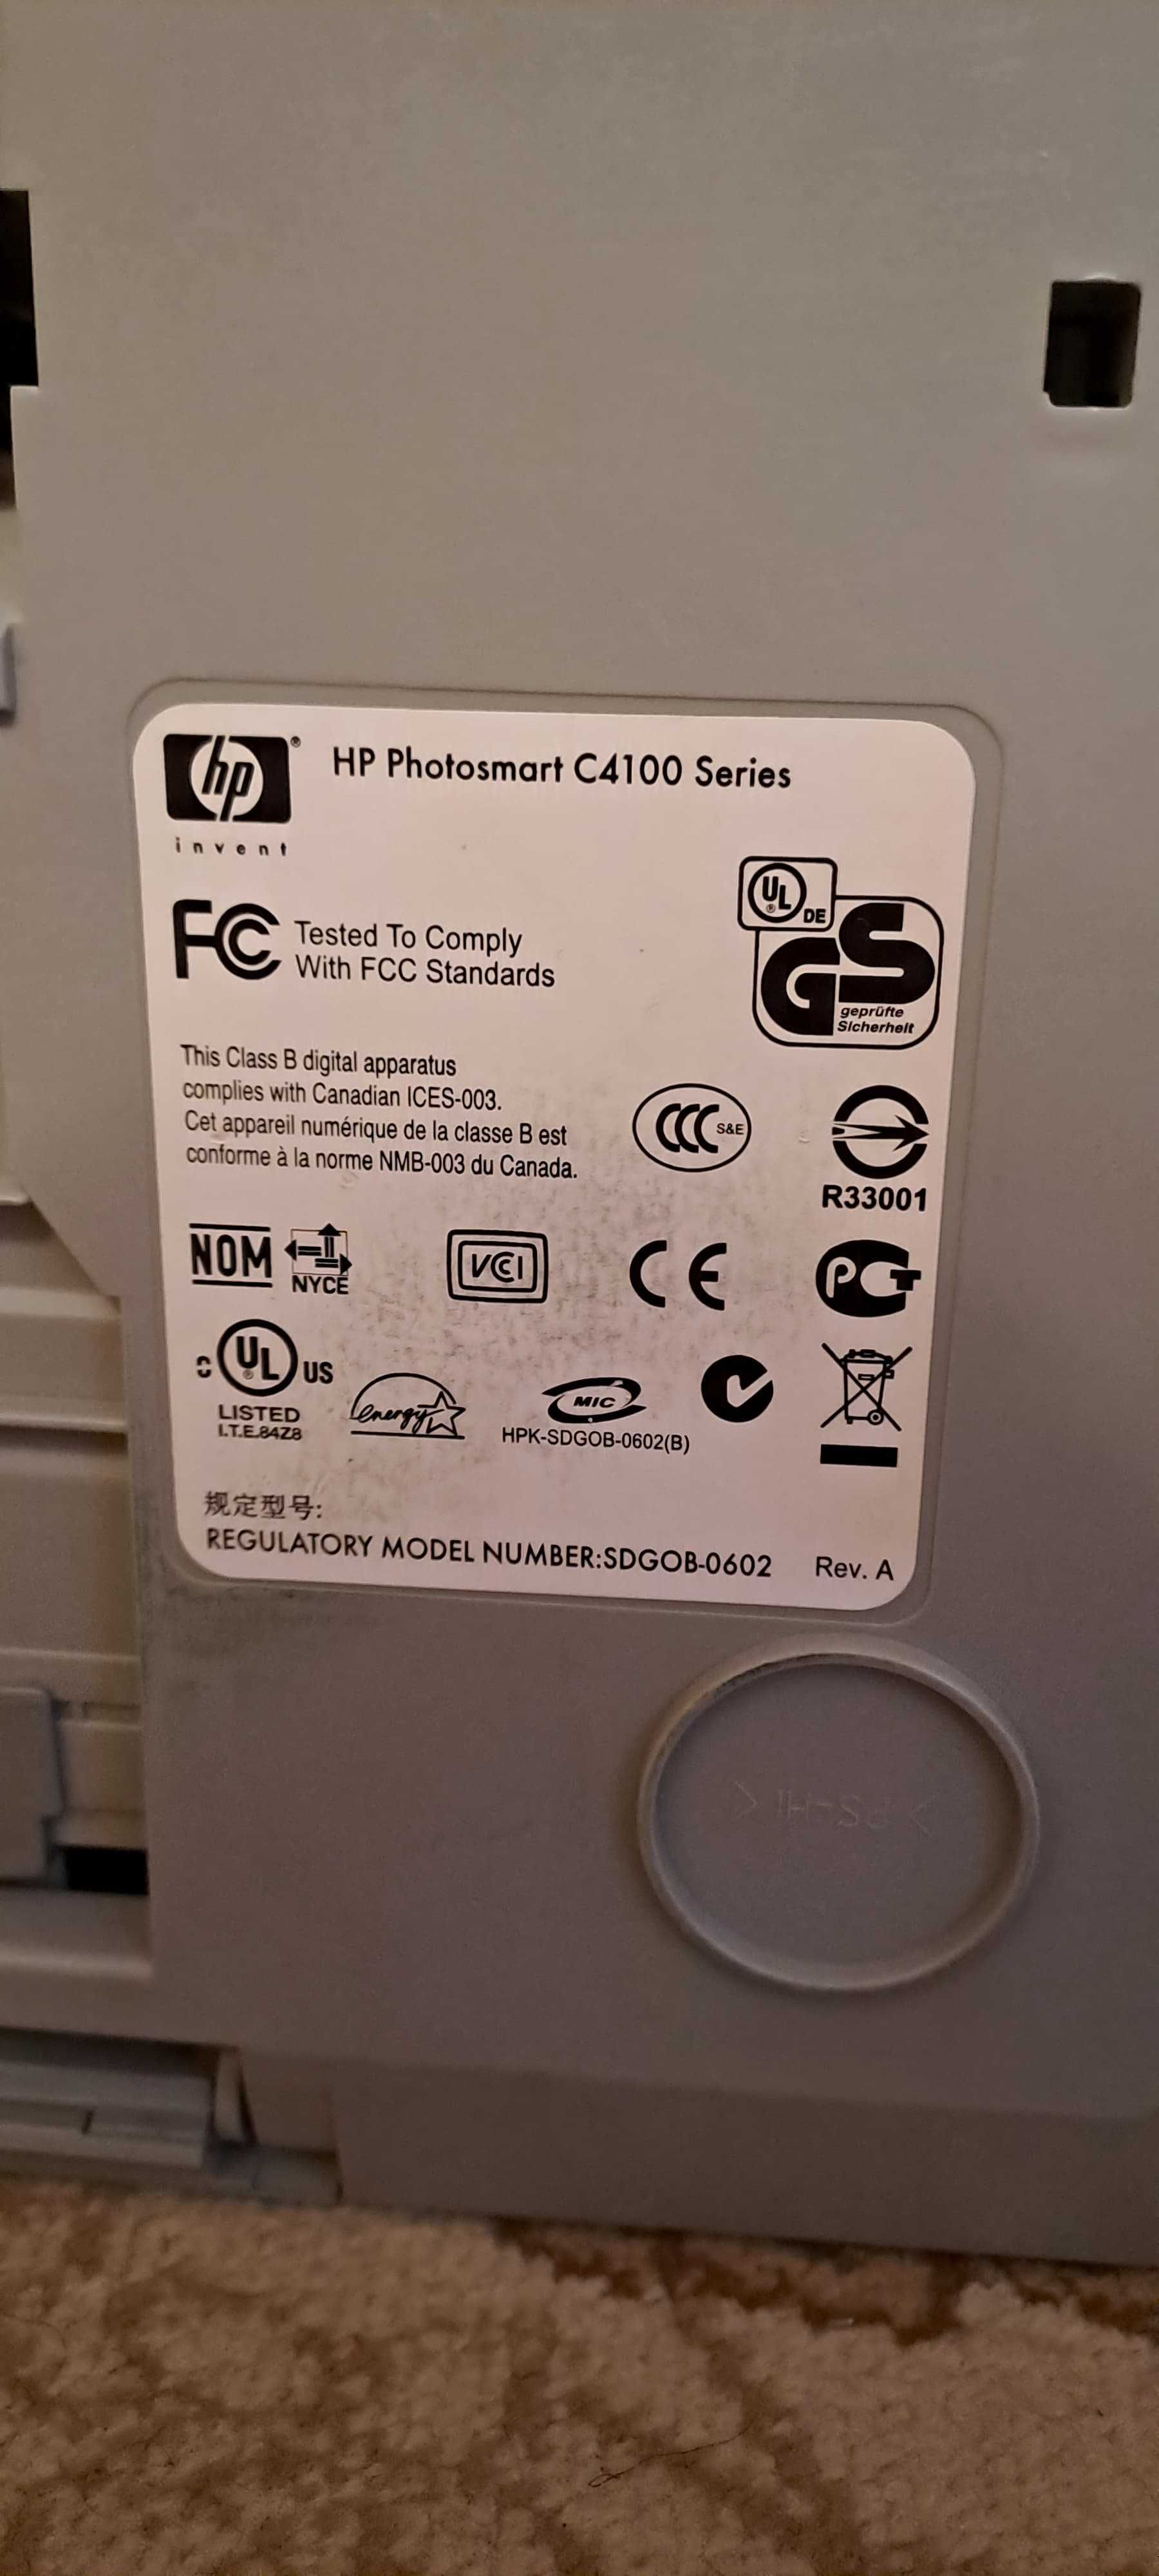 hp®
invent
HP Photosmart C4100 Series
FC Tested To Comply
With FCC Standards
UL® DE
GS
geprüfte
Sicherheit
This Class B digital apparatus
complies with Canadian ICES-003.
Cet appareil numérique de la classe B est
conforme à la norme NMB-003 du Canada.
CCC S&E
R33001
NOM
NYCE
VCI
CE
PCT
c UL® US
LISTED
I.T.E.84Z8
energy
MIC
HPK-SDGOB-0602(B)
规定型号:
REGULATORY MODEL NUMBER:SDGOB-0602 Rev. A